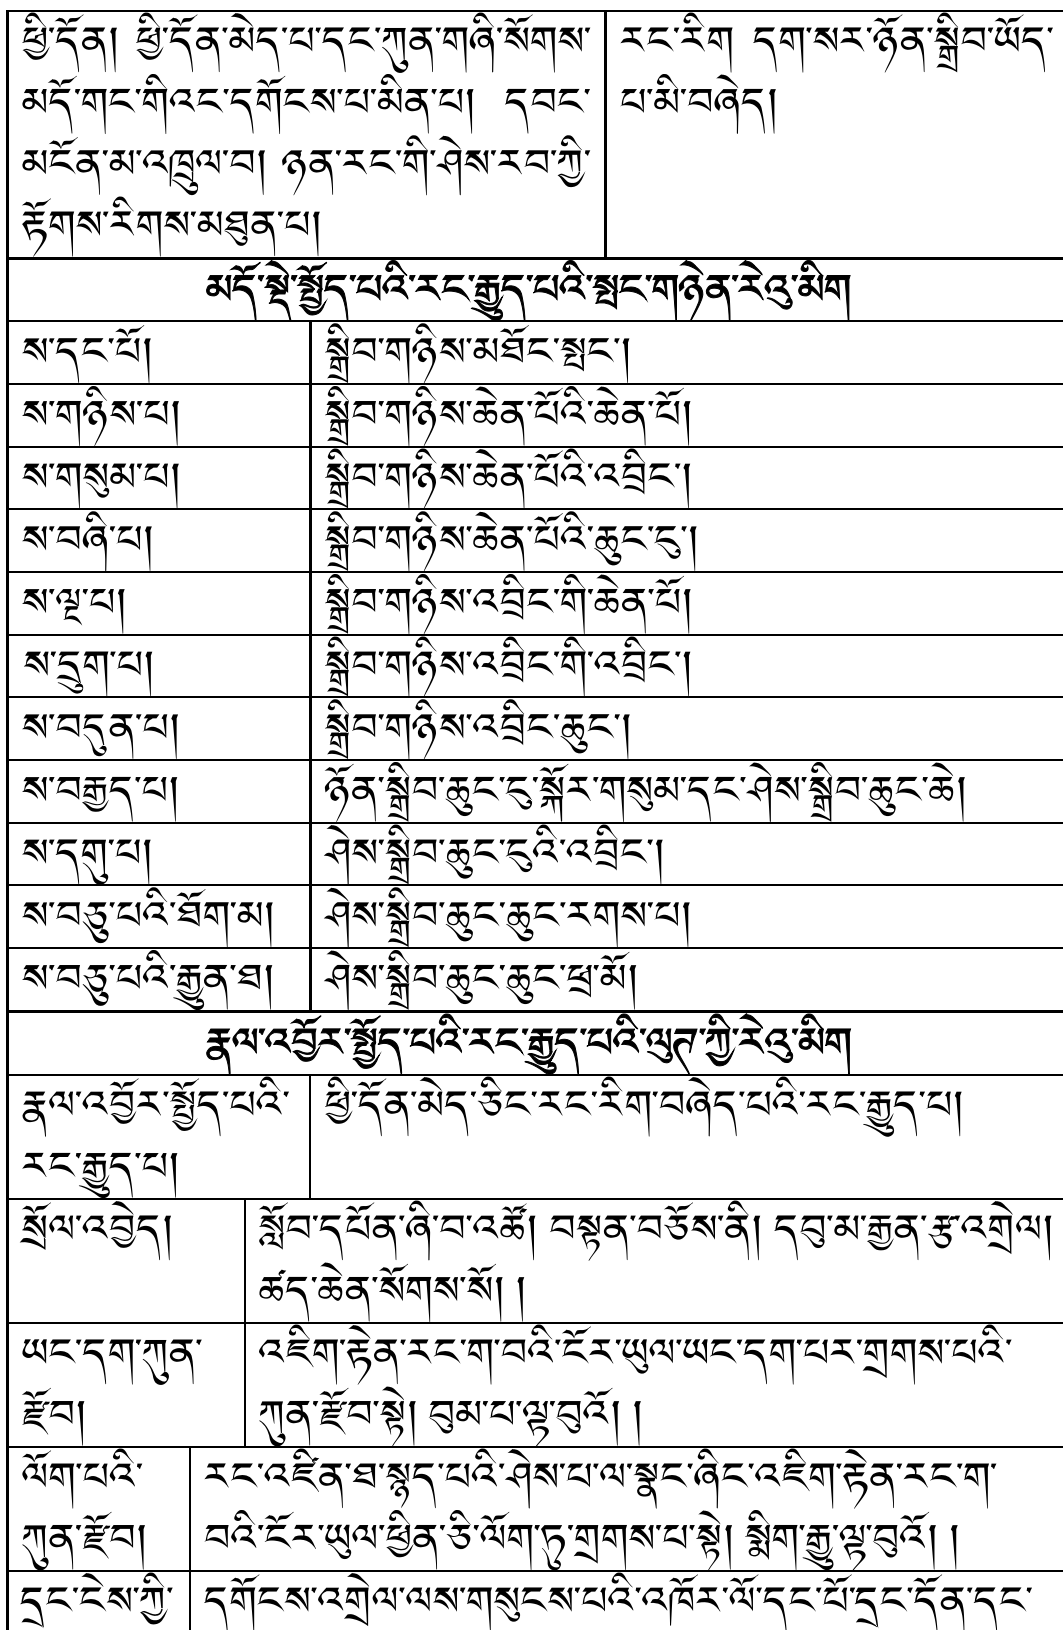 ཕྱི་དོན། ཕྱི་དོན་མེད་པ་དང་ཀུན་གཞི་སོགས་
མདོ་གང་གིའང་དགོངས་པ་མིན་པ། དབང་
མངོན་མ་འཁྲུལ་བ། ཉན་རང་གི་ཤེས་རབ་ཀྱི་
རྟོགས་རིགས་མཐུན་པ།
རང་རིག དག་སར་ཉོན་སྒྲིབ་ཡོད་
པ་མི་བཞེད།
མདོ་སྡེ་སྤྱོད་པའི་རང་རྒྱུད་པའི་སྤང་གཉེན་རེའུ་མིག
ས་དང་པོ། སྒྲིབ་གཉིས་མཐོང་སྤང་།
ས་གཉིས་པ། སྒྲིབ་གཉིས་ཆེན་པོའི་ཆེན་པོ།
ས་གསུམ་པ། སྒྲིབ་གཉིས་ཆེན་པོའི་འབྲིང་།
ས་བཞི་པ། སྒྲིབ་གཉིས་ཆེན་པོའི་ཆུང་ངུ་།
ས་ལྔ་པ། སྒྲིབ་གཉིས་འབྲིང་གི་ཆེན་པོ།
ས་དྲུག་པ། སྒྲིབ་གཉིས་འབྲིང་གི་འབྲིང་།
ས་བདུན་པ། སྒྲིབ་གཉིས་འབྲིང་ཆུང་།
ས་བརྒྱད་པ། ཉོན་སྒྲིབ་ཆུང་ངུ་སྐོར་གསུམ་དང་ཤེས་སྒྲིབ་ཆུང་ཆེ།
ས་དགུ་པ། ཤེས་སྒྲིབ་ཆུང་ངུའི་འབྲིང་།
ས་བཅུ་པའི་ཐོག་མ། ཤེས་སྒྲིབ་ཆུང་ཆུང་རགས་པ།
ས་བཅུ་པའི་རྒྱུན་ཐ། ཤེས་སྒྲིབ་ཆུང་ཆུང་ཕྲ་མོ།
རྣལ་འབྱོར་སྤྱོད་པའི་རང་རྒྱུད་པའི་ལུཊ་ཀྱི་རེའུ་མིག
རྣལ་འབྱོར་སྤྱོད་པའི་
རང་རྒྱུད་པ།
ཕྱི་དོན་མེད་ཅིང་རང་རིག་བཞེད་པའི་རང་རྒྱུད་པ།
སྲོལ་འབྱེད།
སློབ་དཔོན་ཞི་བ་འཚོ། བསྟན་བཅོས་ནི། དབུ་མ་རྒྱན་རྩ་འགྲེལ།
ཚད་ཆེན་སོགས་སོ། །
ཡང་དག་ཀུན་
རྫོབ།
འཇིག་རྟེན་རང་ག་བའི་ངོར་ཡུལ་ཡང་དག་པར་གྲགས་པའི་
ཀུན་རྫོབ་སྟེ། བུམ་པ་ལྟ་བུའོ། །
ལོག་པའི་
ཀུན་རྫོབ།
རང་འཛིན་ཐ་སྙད་པའི་ཤེས་པ་ལ་སྣང་ཞིང་འཇིག་རྟེན་རང་ག་
བའི་ངོར་ཡུལ་ཕྱིན་ཅི་ལོག་ཏུ་གྲགས་པ་སྟེ། སྨིག་རྒྱུ་ལྟ་བུའོ། །
དྲང་ངེས་ཀྱི་ དགོངས་འགྲེལ་ལས་གསུངས་པའི་འཁོར་ལོ་དང་པོ་དྲང་དོན་དང་